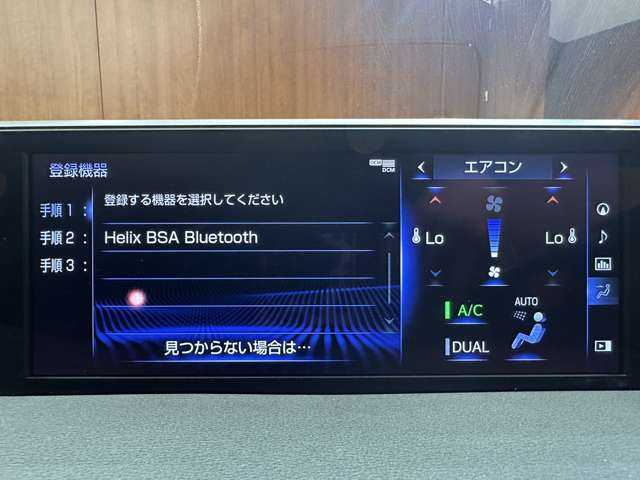 登録機器
DCM
DCM
エアコン
手順1:
登録する機器を選択してください
手順2:
Helix BSA Bluetooth
手順3:
Lo
Lo
A/C
AUTO
DUAL
見つからない場合は…